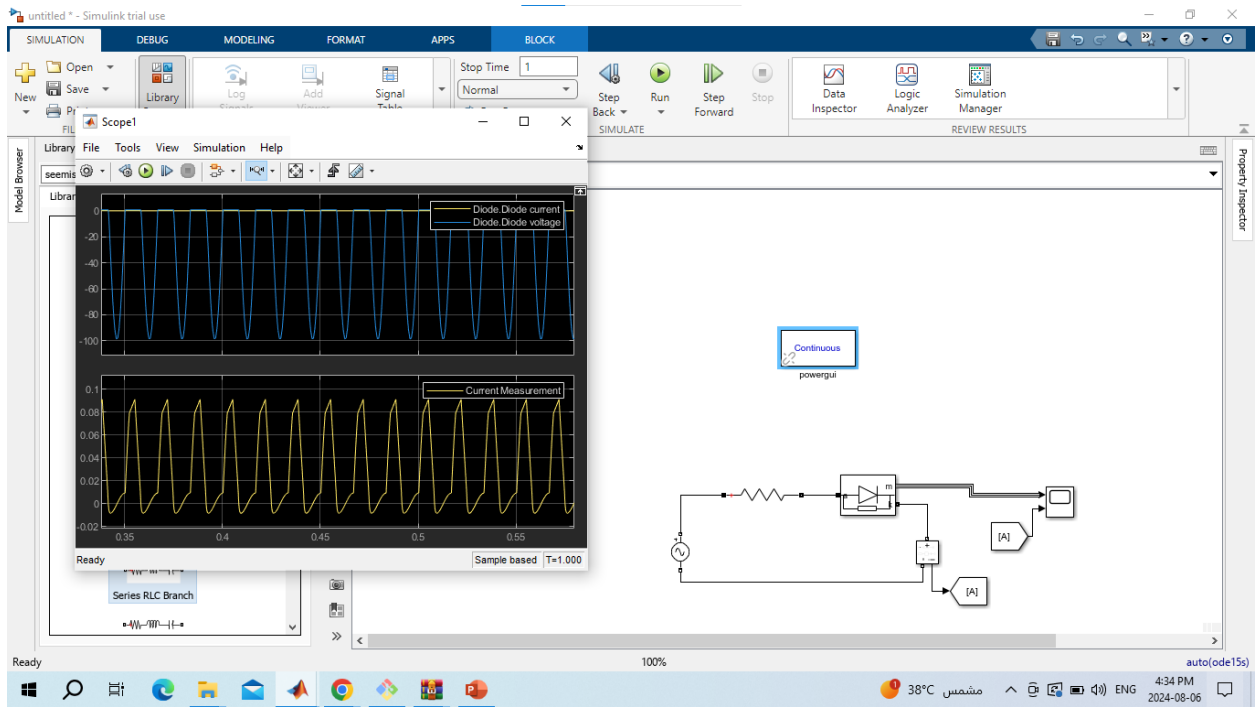 untitled * - Simulink trial use
SIMULATION DEBUG MODELING FORMAT APPS BLOCK
New
Open
Save
Library
Log
Add
Signal
Table
Stop Time 1
Normal
Step
Back
Run
Step
Forward
Stop
Data
Inspector
Logic
Analyzer
Simulation
Manager
SIMULATE
REVIEW RESULTS
Model Browser
Library
Property Inspector
Scope1
File Tools View Simulation Help
Diode.Diode current
Diode.Diode voltage
0
-20
-40
-60
-80
-100
Current Measurement
0.1
0.08
0.06
0.04
0.02
0
-0.02
0.35 0.4 0.45 0.5 0.55
Ready
Sample based T=1.000
Series RLC Branch
Continuous
powergui
m
[A]
[A]
Ready
100%
auto(ode15s)
38°C مشمس
ENG
4:34 PM
2024-08-06